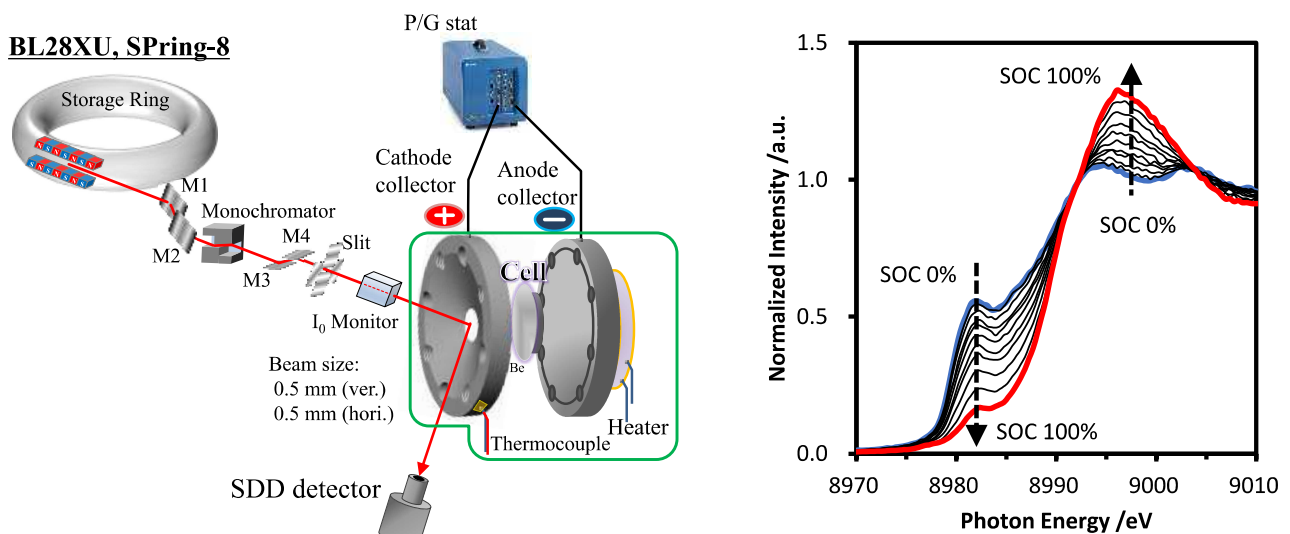 BL28XU, SPring-8
P/G stat
Storage Ring
M1
Monochromator
M2
M3
M4
Slit
I0 Monitor
Cathode
collector
Anode
collector
+
−
Cell
Be
Beam size:
0.5 mm (ver.)
0.5 mm (hori.)
Thermocouple
Heater
SDD detector
Normalized Intensity /a.u.
1.5
1.0
0.5
0.0
SOC 100%
SOC 0%
SOC 0%
SOC 100%
8970
8980
8990
9000
9010
Photon Energy /eV